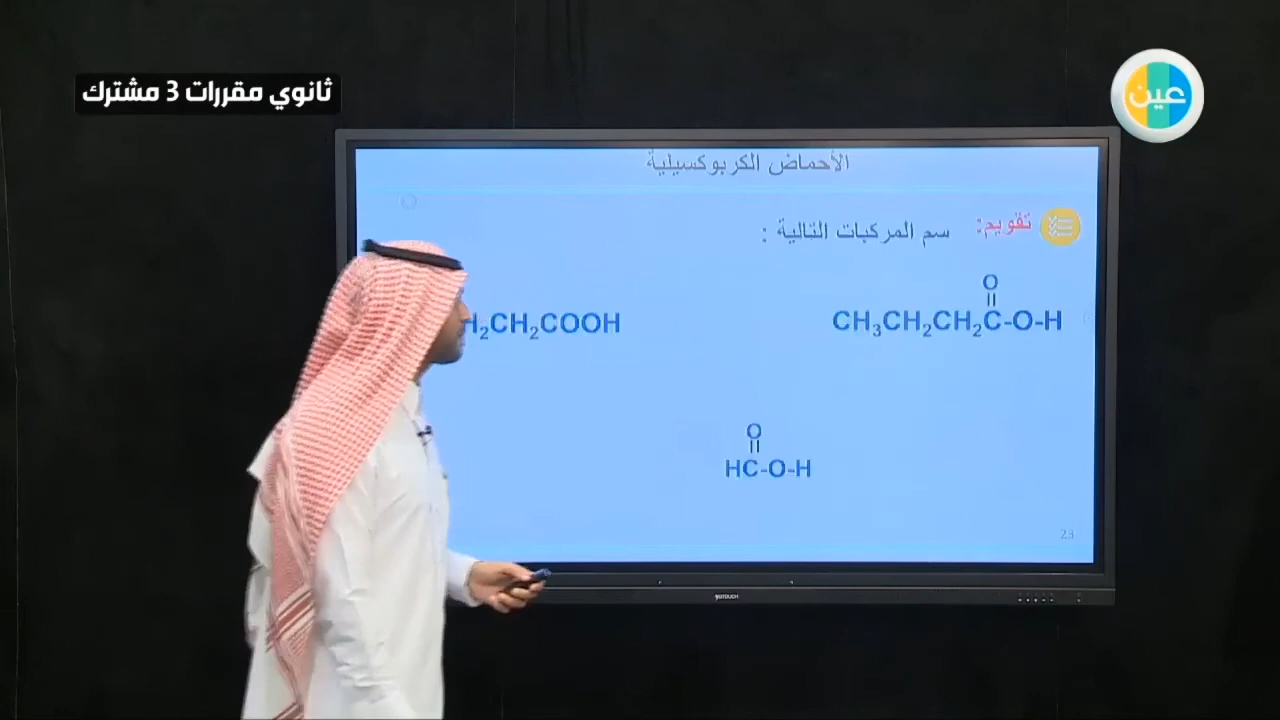 ثانوي مقررات 3 مشترك
عين
الأحماض الكربوكسيلية
تقويم: سم المركبات التالية :
O
CH₃CH₂CH₂C-O-H
H₂CH₂COOH
O
HC-O-H
23